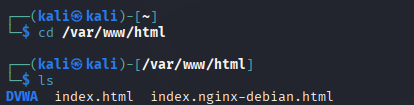 ┌──(kali㉿kali)-[~]
└─$ cd /var/www/html
┌──(kali㉿kali)-[/var/www/html]
└─$ ls
DVWA  index.html  index.nginx-debian.html